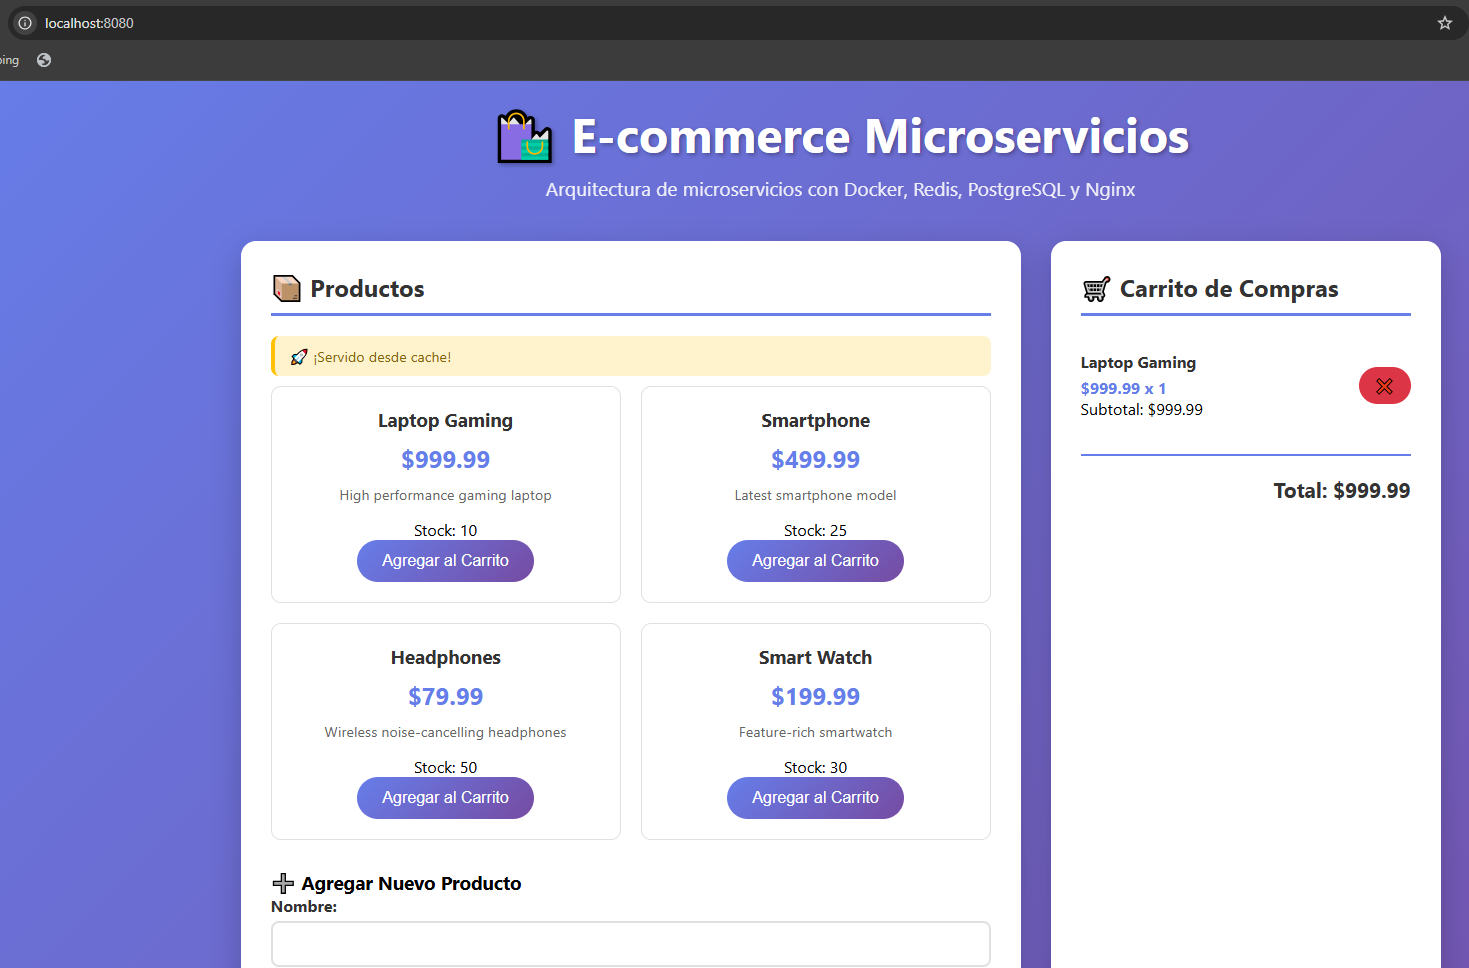 localhost:8080
ping
E-commerce Microservicios
Arquitectura de microservicios con Docker, Redis, PostgreSQL y Nginx
Productos
¡Servido desde cache!
Laptop Gaming
$999.99
High performance gaming laptop
Stock: 10
Agregar al Carrito
Smartphone
$499.99
Latest smartphone model
Stock: 25
Agregar al Carrito
Headphones
$79.99
Wireless noise-cancelling headphones
Stock: 50
Agregar al Carrito
Smart Watch
$199.99
Feature-rich smartwatch
Stock: 30
Agregar al Carrito
Agregar Nuevo Producto
Nombre:
Carrito de Compras
Laptop Gaming
$999.99 x 1
Subtotal: $999.99
Total: $999.99